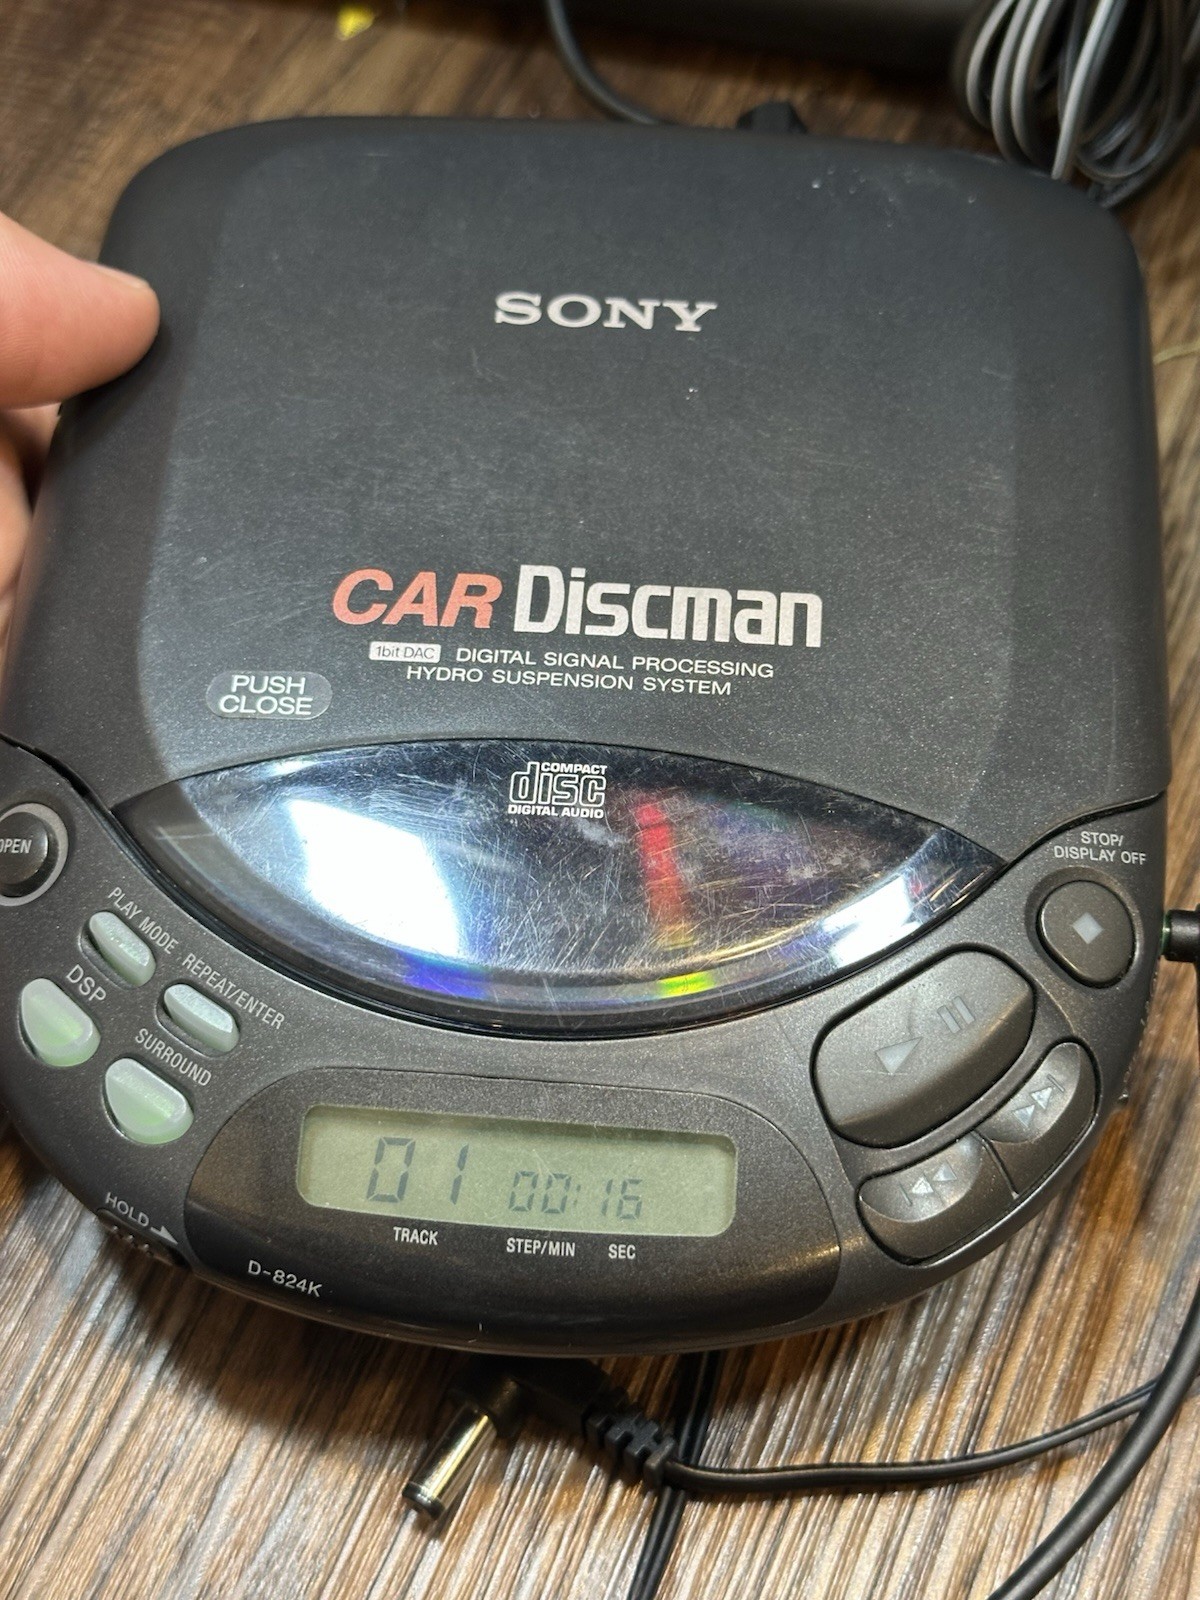 SONY
CAR Discman
1bit DAC DIGITAL SIGNAL PROCESSING
HYDRO SUSPENSION SYSTEM
PUSH
CLOSE
COMPACT
disc
DIGITAL AUDIO
OPEN
STOP/
DISPLAY OFF
PLAY MODE
REPEAT/ENTER
DSP
SURROUND
01 00:16
TRACK STEP/MIN SEC
HOLD
D-824K